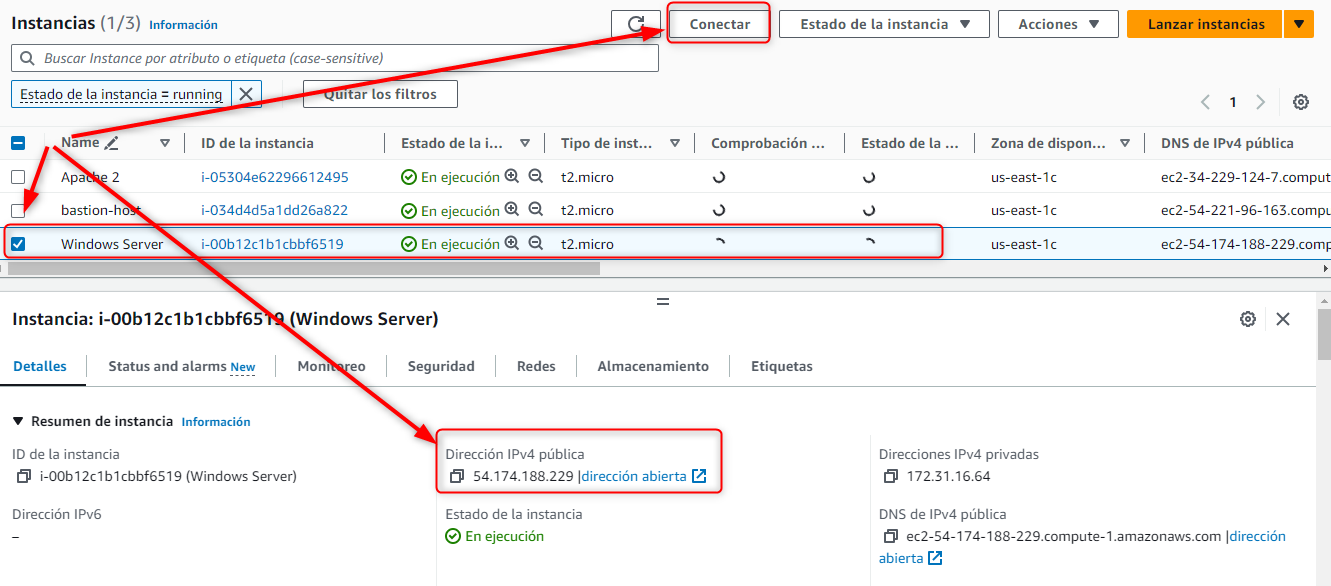 Instancias (1/3) Información Conectar Estado de la instancia Acciones Lanzar instancias
Buscar Instance por atributo o etiqueta (case-sensitive)
Estado de la instancia = running Quitar los filtros
1
Name ID de la instancia Estado de la i... Tipo de inst... Comprobación ... Estado de la ... Zona de dispon... DNS de IPv4 pública
Apache 2 i-05304e62296612495 En ejecución t2.micro us-east-1c ec2-34-229-124-7.comput
bastion-host i-034d4d5a1dd26a822 En ejecución t2.micro us-east-1c ec2-54-221-96-163.compu
Windows Server i-00b12c1b1cbbf6519 En ejecución t2.micro us-east-1c ec2-54-174-188-229.comp
Instancia: i-00b12c1b1cbbf6519 (Windows Server)
Detalles Status and alarms New Monitoreo Seguridad Redes Almacenamiento Etiquetas
Resumen de instancia Información
ID de la instancia
i-00b12c1b1cbbf6519 (Windows Server)
Dirección IPv4 pública
54.174.188.229 |dirección abierta
Direcciones IPv4 privadas
172.31.16.64
Dirección IPv6
–
Estado de la instancia
En ejecución
DNS de IPv4 pública
ec2-54-174-188-229.compute-1.amazonaws.com |dirección
abierta